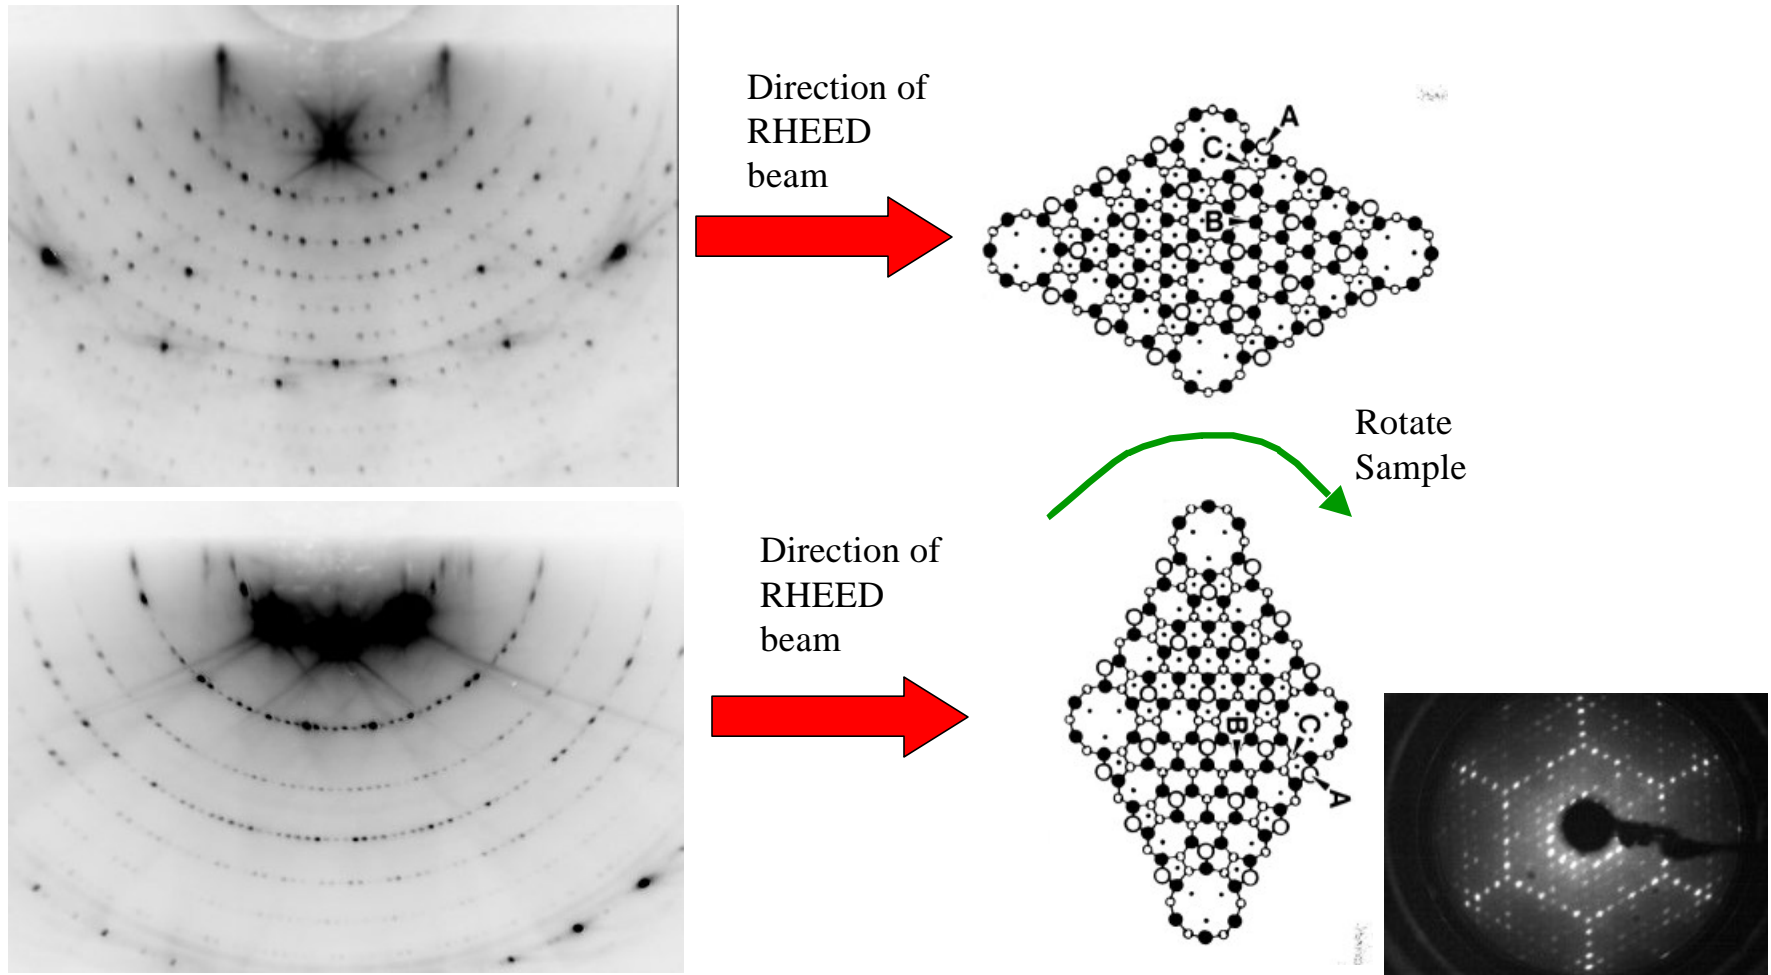 Direction of
RHEED
beam
A
C
B
Rotate
Sample
Direction of
RHEED
beam
B
C
A